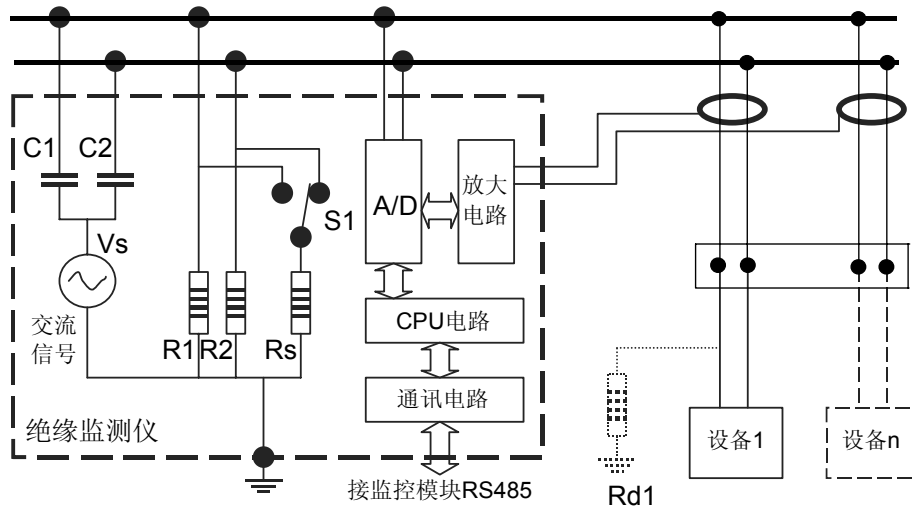 C1
C2
Vs
交流
信号
R1
R2
Rs
S1
A/D
放大
电路
CPU电路
通讯电路
绝缘监测仪
接监控模块RS485
Rd1
设备1
设备n